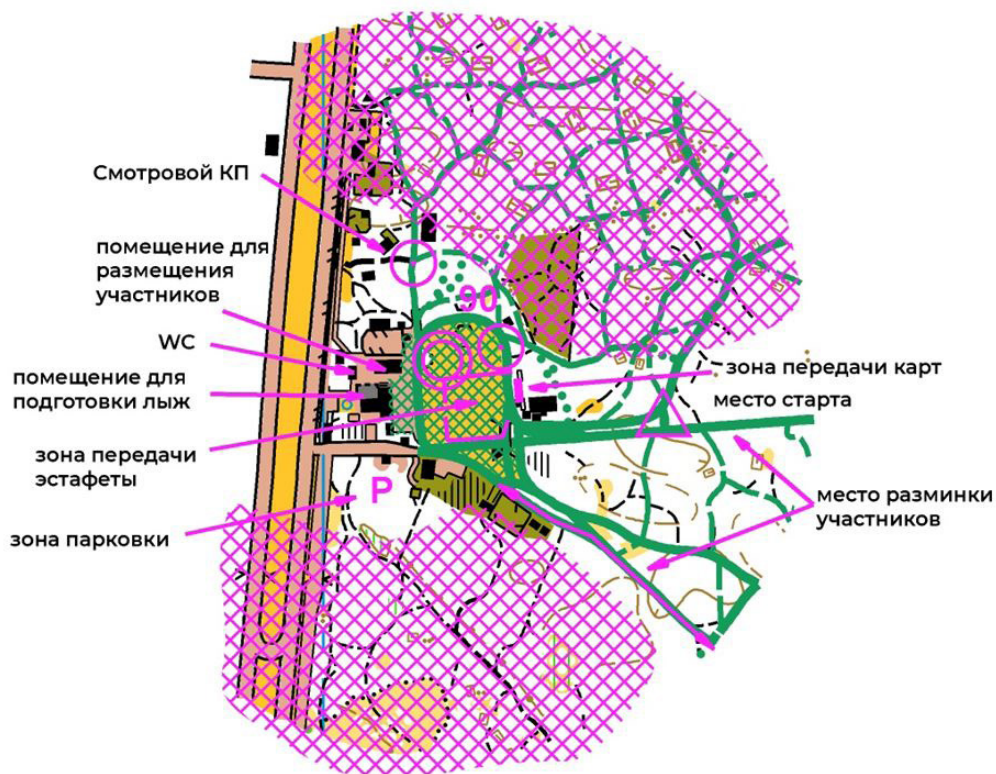 Смотровой КП
помещение для
размещения
участников
90
WC
помещение для
подготовки лыж
зона передачи карт
место старта
зона передачи
эстафеты
P
место разминки
участников
зона парковки